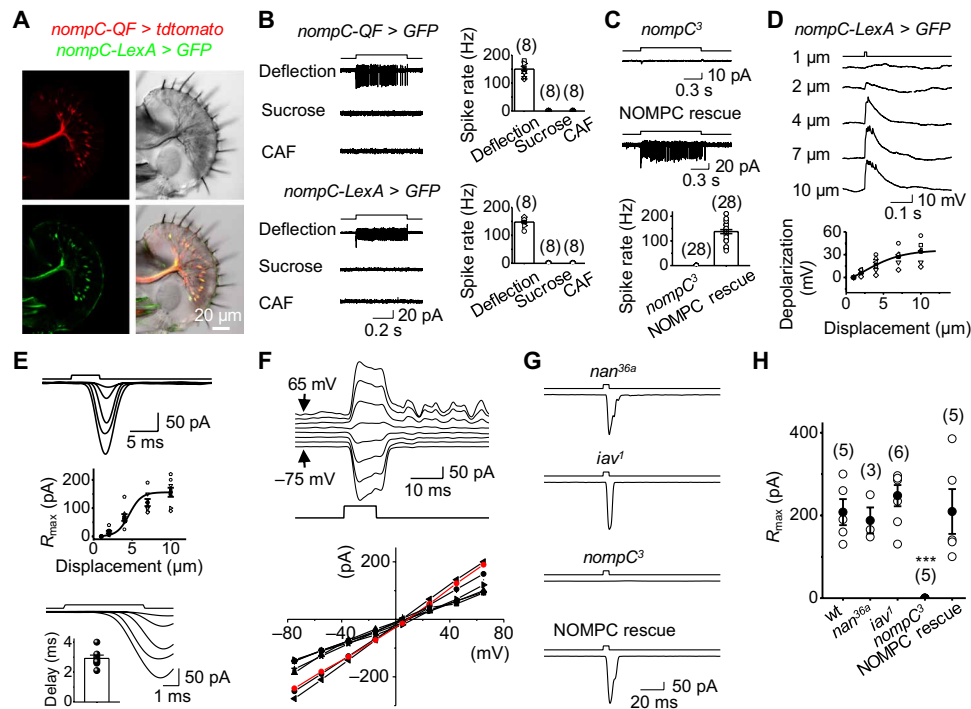 A
nompC-QF > tdtomato
nompC-LexA > GFP
20 µm
B
nompC-QF > GFP
Deflection
Sucrose
CAF
Spike rate (Hz)
200
100
0
(8)
(8)
(8)
Deflection
Sucrose
CAF
nompC-LexA > GFP
Deflection
Sucrose
CAF
20 pA
0.2 s
Spike rate (Hz)
200
100
0
(8)
(8)
(8)
Deflection
Sucrose
CAF
C
nompC³
10 pA
0.3 s
NOMPC rescue
20 pA
0.3 s
Spike rate (Hz)
200
100
0
(28)
(28)
nompC³
NOMPC rescue
D
nompC-LexA > GFP
1 µm
2 µm
4 µm
7 µm
10 µm
10 mV
0.1 s
Depolarization (mV)
60
30
0
0 5 10
Displacement (µm)
E
50 pA
5 ms
Rmax (pA)
200
100
0
0 5 10
Displacement (µm)
Delay (ms)
4
2
0
50 pA
1 ms
F
65 mV
–75 mV
50 pA
10 ms
(pA)
200
–80 –40 40 80
(mV)
–200
G
nan³⁶ᵃ
iav¹
nompC³
NOMPC rescue
50 pA
20 ms
H
Rmax (pA)
400
200
0
(5)
(3)
(6)
***
(5)
(5)
wt
nan³⁶ᵃ
iav¹
nompC³
NOMPC rescue